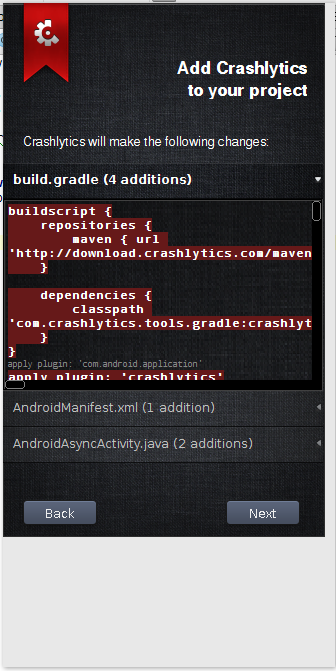 Add Crashlytics
to your project
Crashlytics will make the following changes:
build.gradle (4 additions)
buildscript {
repositories {
maven { url
'http://download.crashlytics.com/maven
}
dependencies {
classpath
'com.crashlytics.tools.gradle:crashlyt
}
}
apply plugin: 'com.android.application'
apply plugin: 'crashlytics'
AndroidManifest.xml (1 addition)
AndroidAsyncActivity.java (2 additions)
Back
Next